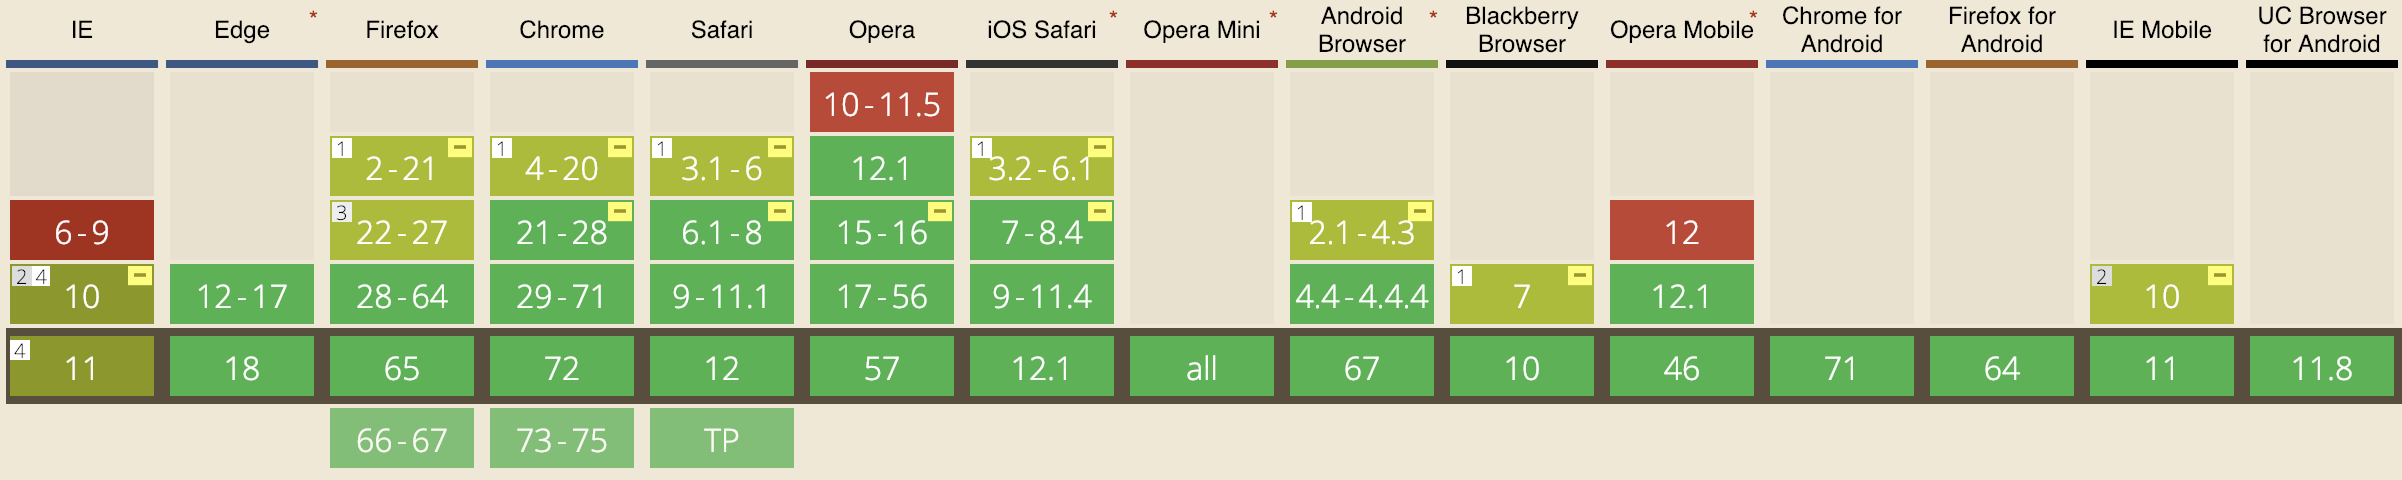 IE
Edge *
Firefox
Chrome
Safari
Opera
iOS Safari *
Opera Mini *
Android *
Browser
Blackberry
Browser
Opera Mobile *
Chrome for
Android
Firefox for
Android
IE Mobile
UC Browser
for Android
10-11.5
1 2-21 -
1 4-20 -
1 3.1-6 -
12.1
1 3.2-6.1 -
6-9
3 22-27
21-28 -
6.1-8 -
15-16 -
7-8.4 -
1 2.1-4.3 -
12
2 4 10 -
12-17
28-64
29-71
9-11.1
17-56
9-11.4
4.4-4.4.4
1 7 -
12.1
2 10 -
4 11
18
65
72
12
57
12.1
all
67
10
46
71
64
11
11.8
66-67
73-75
TP